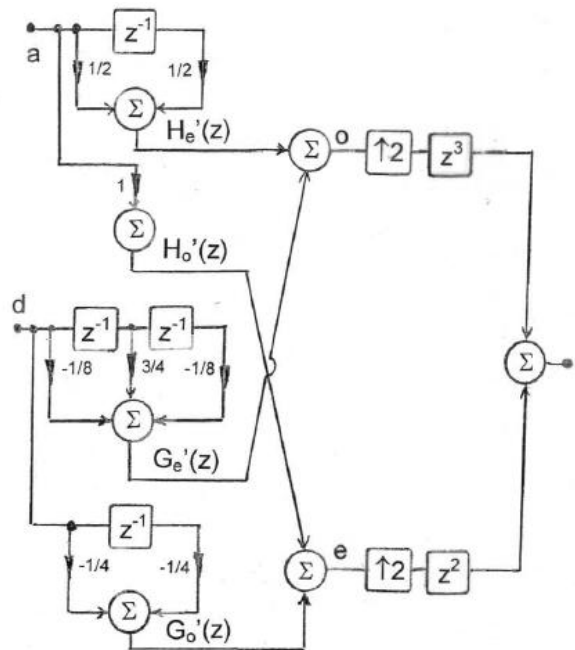 a
z⁻¹
1/2
1/2
Σ
Hₑ'(z)
1
Σ
Hₒ'(z)
Σ
o
↑2
z³
d
z⁻¹
z⁻¹
-1/8
3/4
-1/8
Σ
Gₑ'(z)
Σ
z⁻¹
-1/4
-1/4
Σ
Gₒ'(z)
Σ
e
↑2
z²